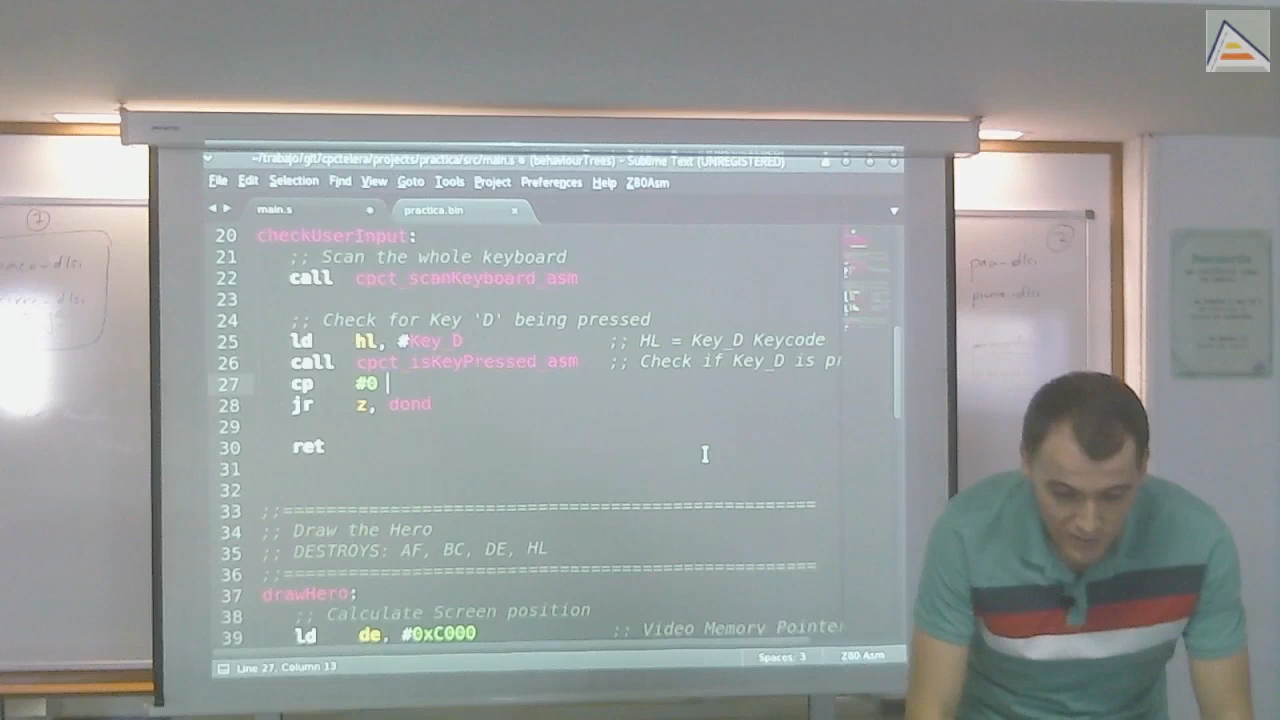 ~/trabajo/git/cpctelera/projects/practica/src/main.s • (behaviourTrees) - Sublime Text (UNREGISTERED)
File Edit Selection Find View Goto Tools Project Preferences Help Z80Asm
main.s practica.bin
20 checkUserInput:
21 ;; Scan the whole keyboard
22 call cpct_scanKeyboard_asm
23
24 ;; Check for Key 'D' being pressed
25 ld hl, #Key_D ;; HL = Key_D Keycode
26 call cpct_isKeyPressed_asm ;; Check if Key_D is pr
27 cp #0
28 jr z, dond
29
30 ret
31
32
33 ;;==================================================
34 ;; Draw the Hero
35 ;; DESTROYS: AF, BC, DE, HL
36 ;;==================================================
37 drawHero:
38 ;; Calculate Screen position
39 ld de, #0xC000 ;; Video Memory Pointer
Line 27, Column 13 Spaces: 3 Z80 Asm